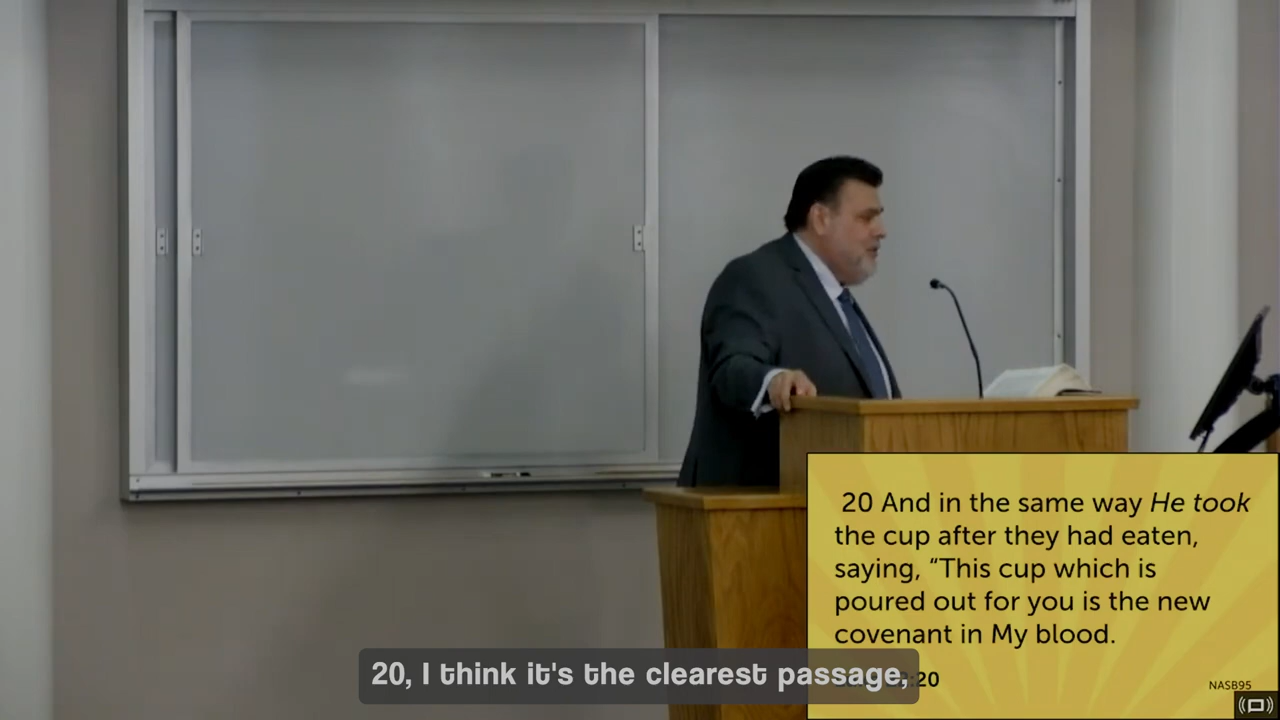 20 And in the same way He took
the cup after they had eaten,
saying, “This cup which is
poured out for you is the new
covenant in My blood.
:20
NASB95
20, I think it's the clearest passage,